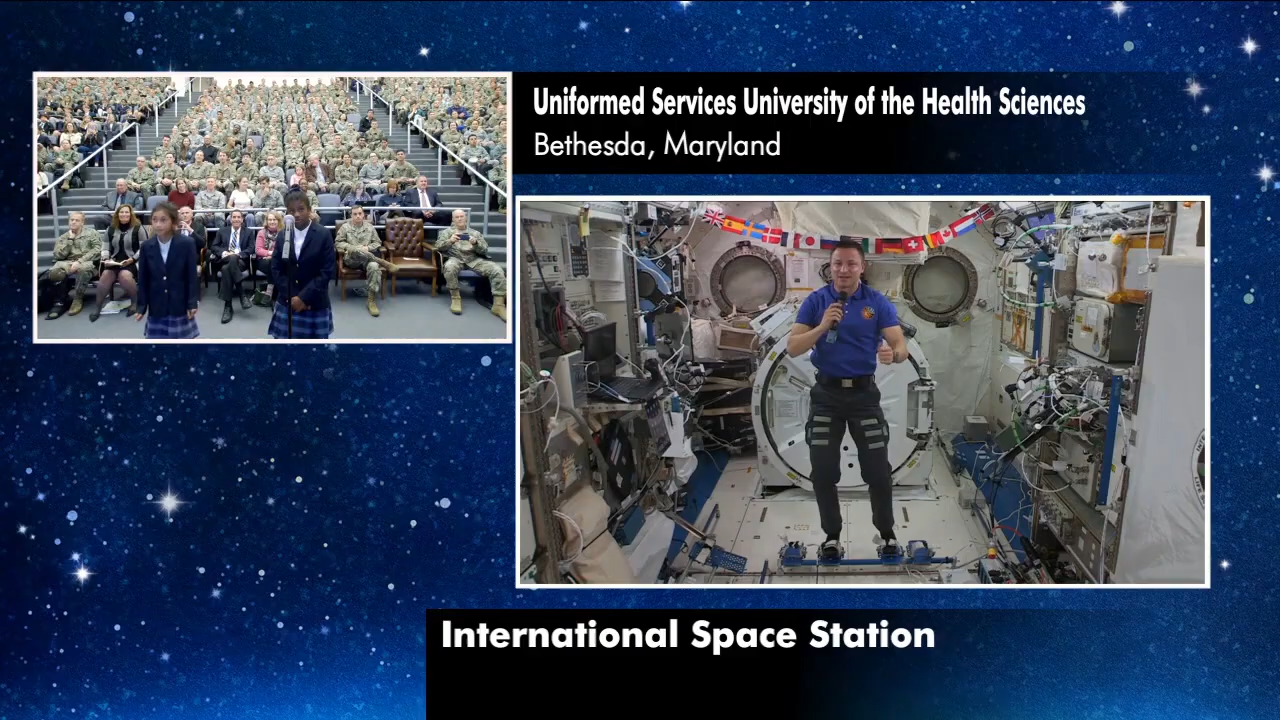 Uniformed Services University of the Health Sciences
Bethesda, Maryland
International Space Station